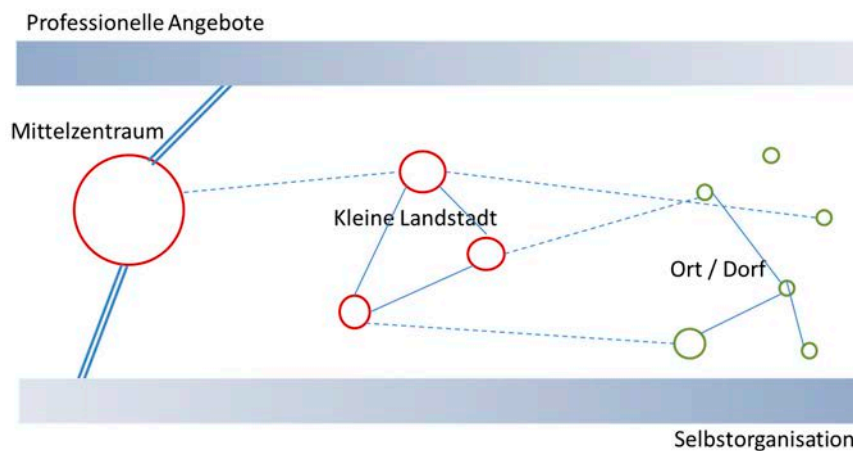 Professionelle Angebote
Mittelzentraum
Kleine Landstadt
Ort / Dorf
Selbstorganisation